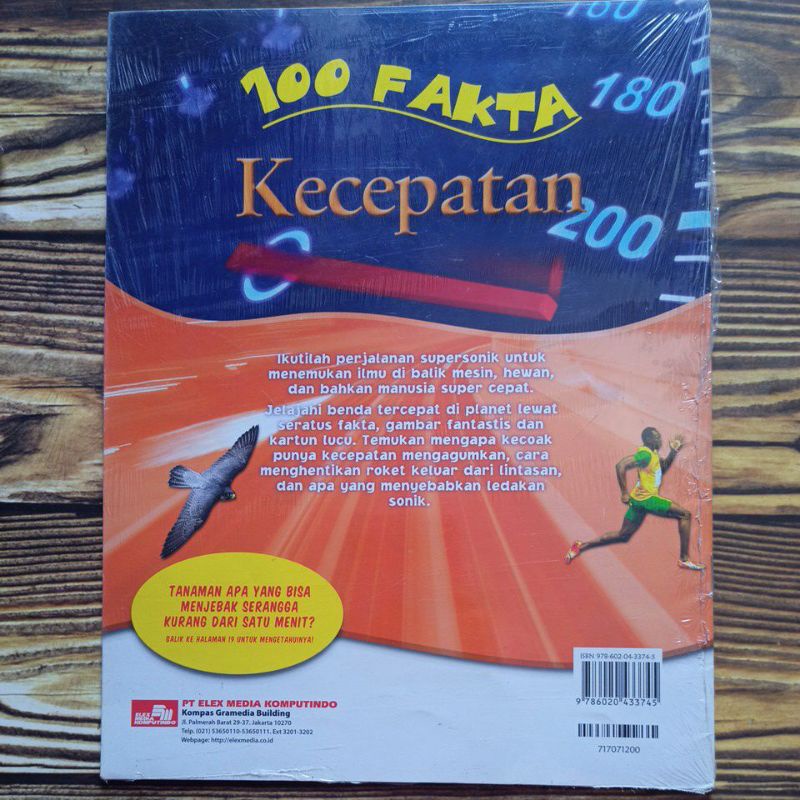 160
180
100 FAKTA
Kecepatan
200
Ikutilah perjalanan supersonik untuk
menemukan ilmu di balik mesin, hewan,
dan bahkan manusia super cepat.
Jelajahi benda tercepat di planet lewat
seratus fakta, gambar fantastis dan
kartun lucu. Temukan mengapa kecoak
punya kecepatan mengagumkan, cara
menghentikan roket keluar dari lintasan,
dan apa yang menyebabkan ledakan
sonik.
TANAMAN APA YANG BISA
MENJEBAK SERANGGA
KURANG DARI SATU MENIT?
BALIK KE HALAMAN 19 UNTUK MENGETAHUINYA!
ELEX
MEDIA
KOMPUTINDO
PT ELEX MEDIA KOMPUTINDO
Kompas Gramedia Building
Jl. Palmerah Barat 29-37, Jakarta 10270
Telp. (021) 53650110-53650111, Ext 3201-3202
Webpage: http://elexmedia.co.id
ISBN 978-602-04-3374-5
9 786020 433745
717071200